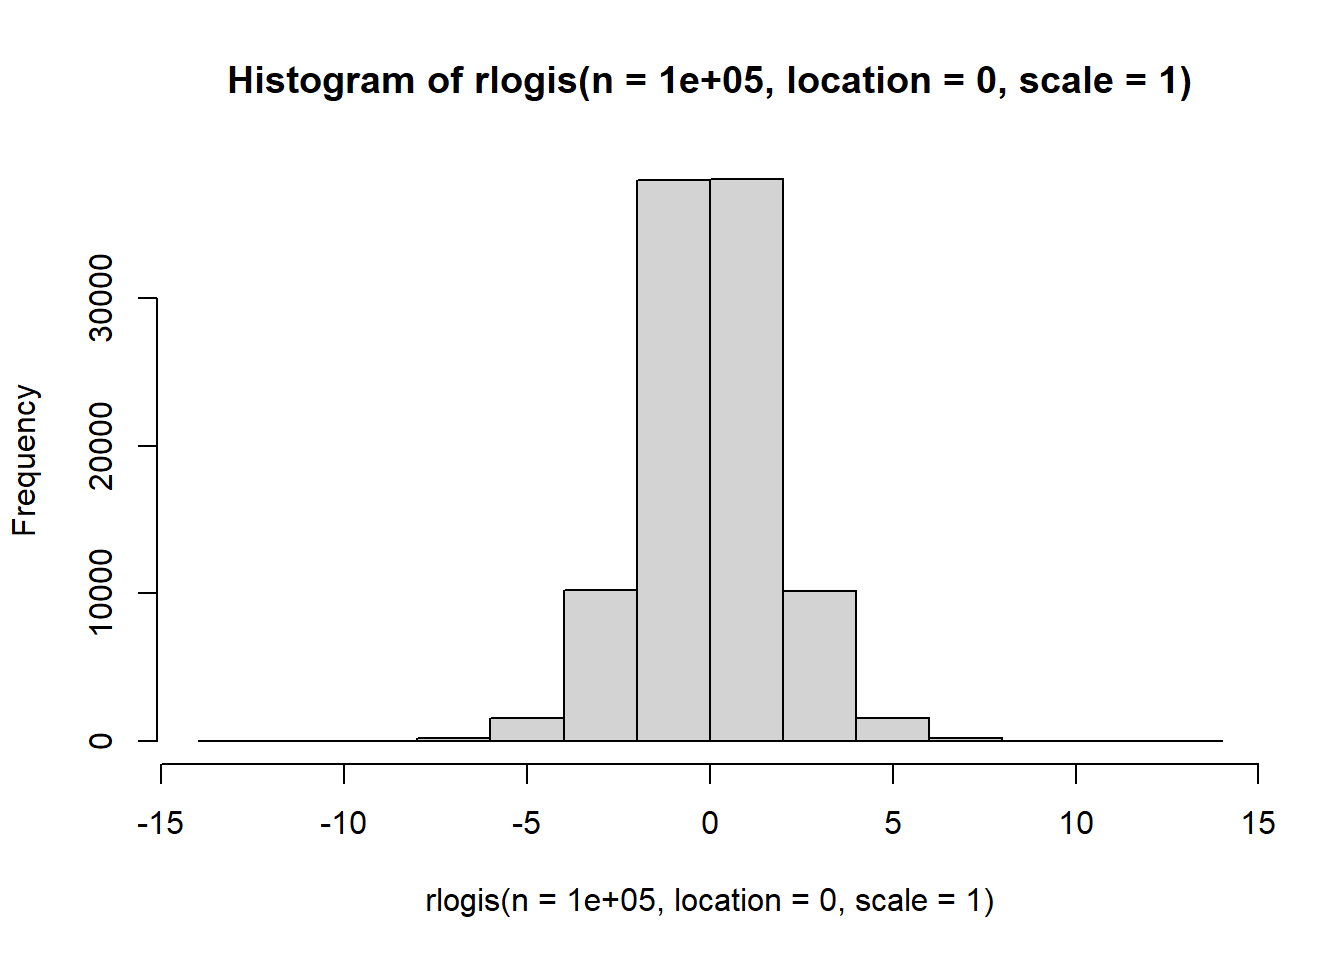 Histogram of rlogis(n = 1e+05, location = 0, scale = 1)
Frequency
30000
20000
10000
0
-15 -10 -5 0 5 10 15
rlogis(n = 1e+05, location = 0, scale = 1)